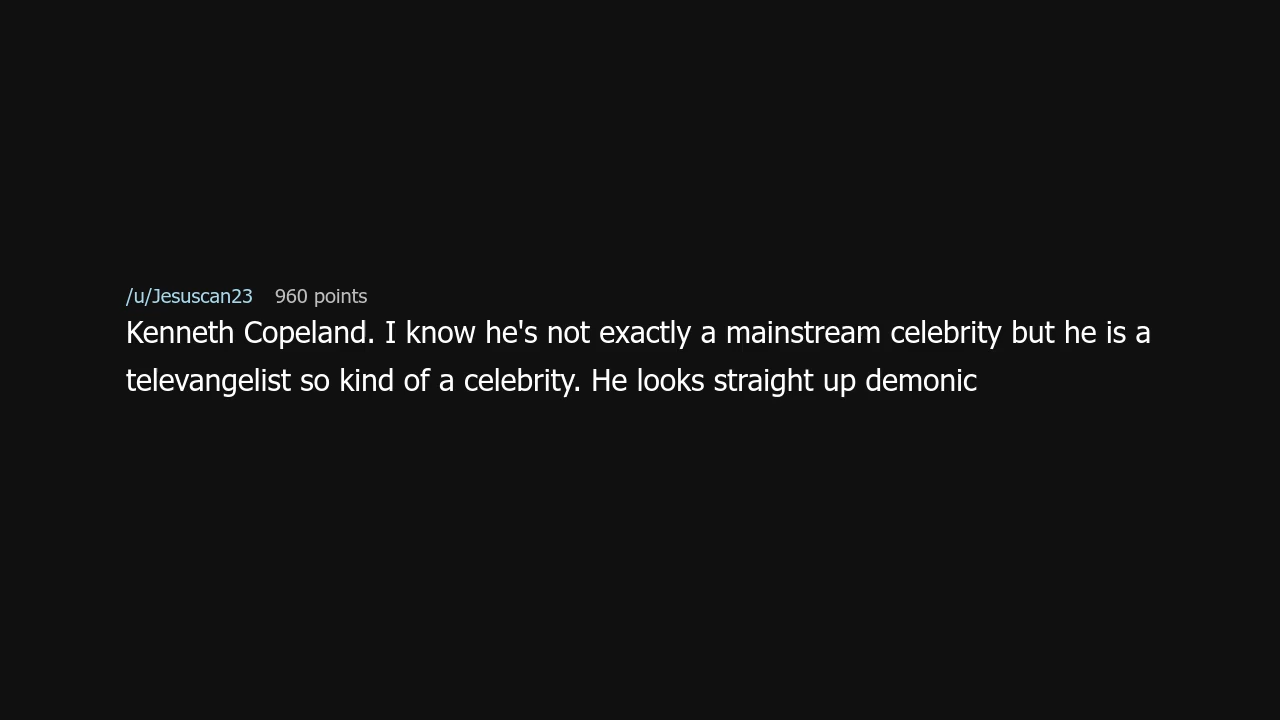 /u/Jesuscan23 960 points
Kenneth Copeland. I know he's not exactly a mainstream celebrity but he is a
televangelist so kind of a celebrity. He looks straight up demonic